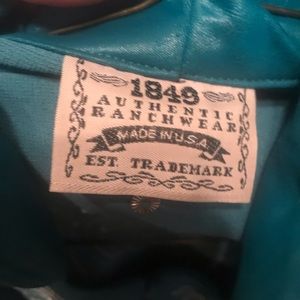 1849
AUTHENTIC
RANCHWEAR
MADE IN U.S.A.
EST. TRADEMARK